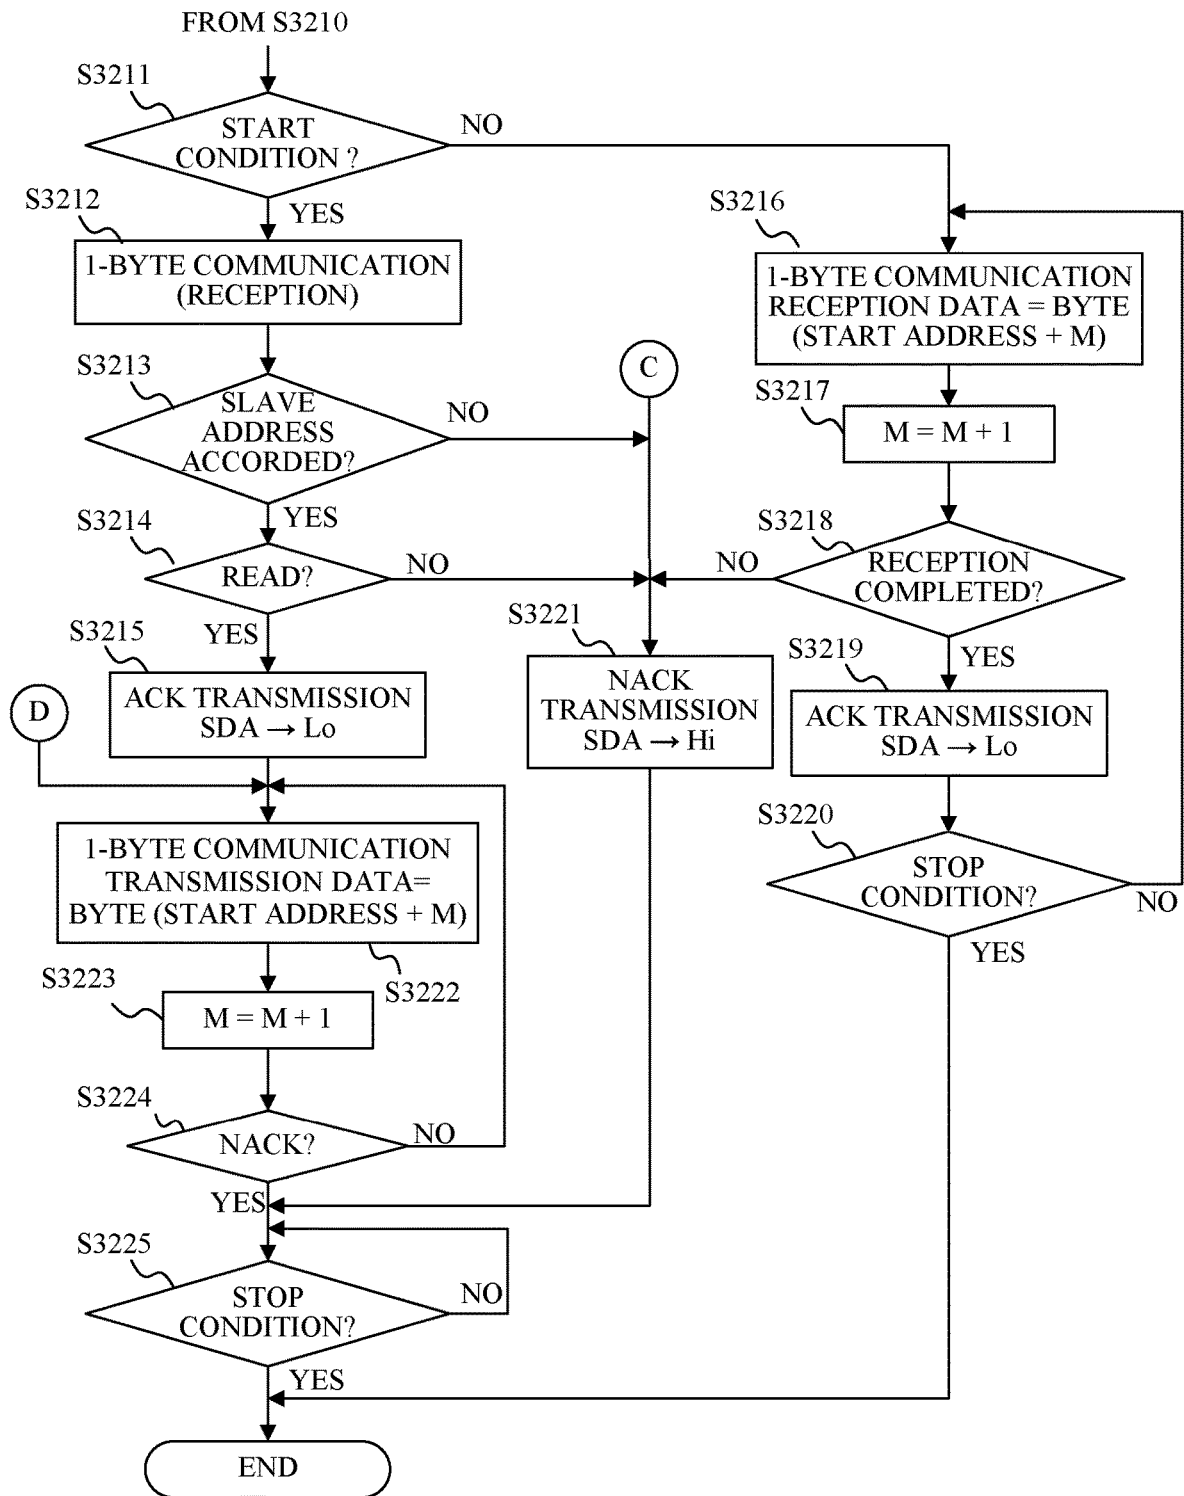 FROM S3210
S3211
START
CONDITION ?
NO
YES
S3212
1-BYTE COMMUNICATION
(RECEPTION)
S3213
SLAVE
ADDRESS
ACCORDED?
NO
YES
S3214
READ?
NO
YES
S3215
ACK TRANSMISSION
SDA → Lo
D
C
S3221
NACK
TRANSMISSION
SDA → Hi
S3216
1-BYTE COMMUNICATION
RECEPTION DATA = BYTE
(START ADDRESS + M)
S3217
M = M + 1
S3218
RECEPTION
COMPLETED?
NO
YES
S3219
ACK TRANSMISSION
SDA → Lo
S3220
STOP
CONDITION?
NO
YES
1-BYTE COMMUNICATION
TRANSMISSION DATA=
BYTE (START ADDRESS + M)
S3222
S3223
M = M + 1
S3224
NACK?
NO
YES
S3225
STOP
CONDITION?
NO
YES
END